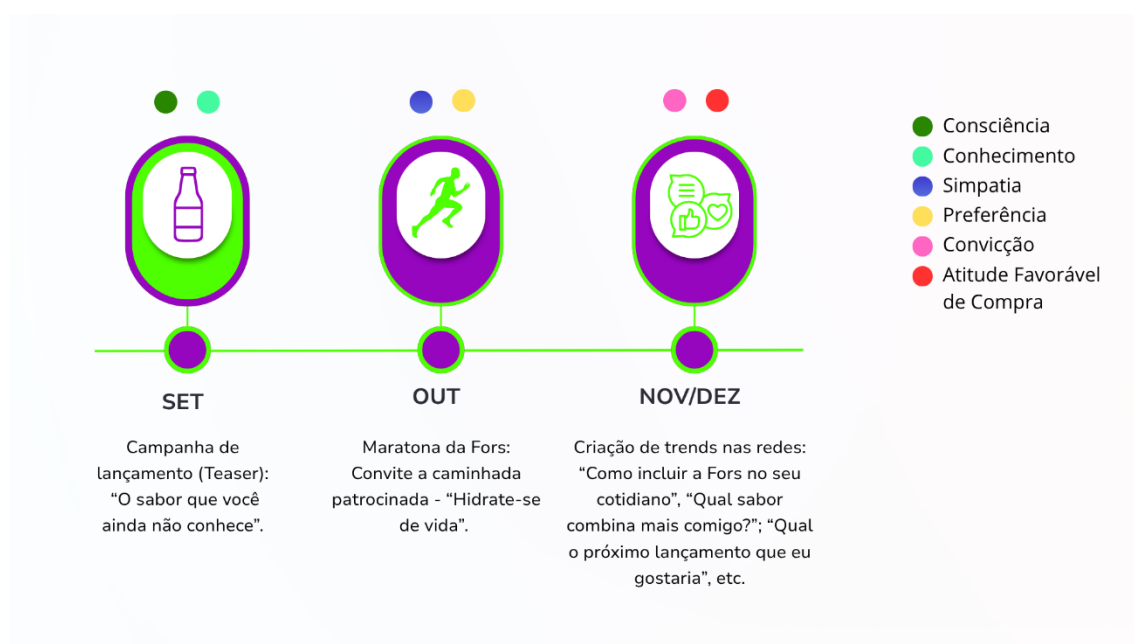 Consciência
Conhecimento
Simpatia
Preferência
Convicção
Atitude Favorável
de Compra
SET
Campanha de
lançamento (Teaser):
“O sabor que você
ainda não conhece”.
OUT
Maratona da Fors:
Convite a caminhada
patrocinada - “Hidrate-se
de vida”.
NOV/DEZ
Criação de trends nas redes:
“Como incluir a Fors no seu
cotidiano”, “Qual sabor
combina mais comigo?”; “Qual
o próximo lançamento que eu
gostaria”, etc.